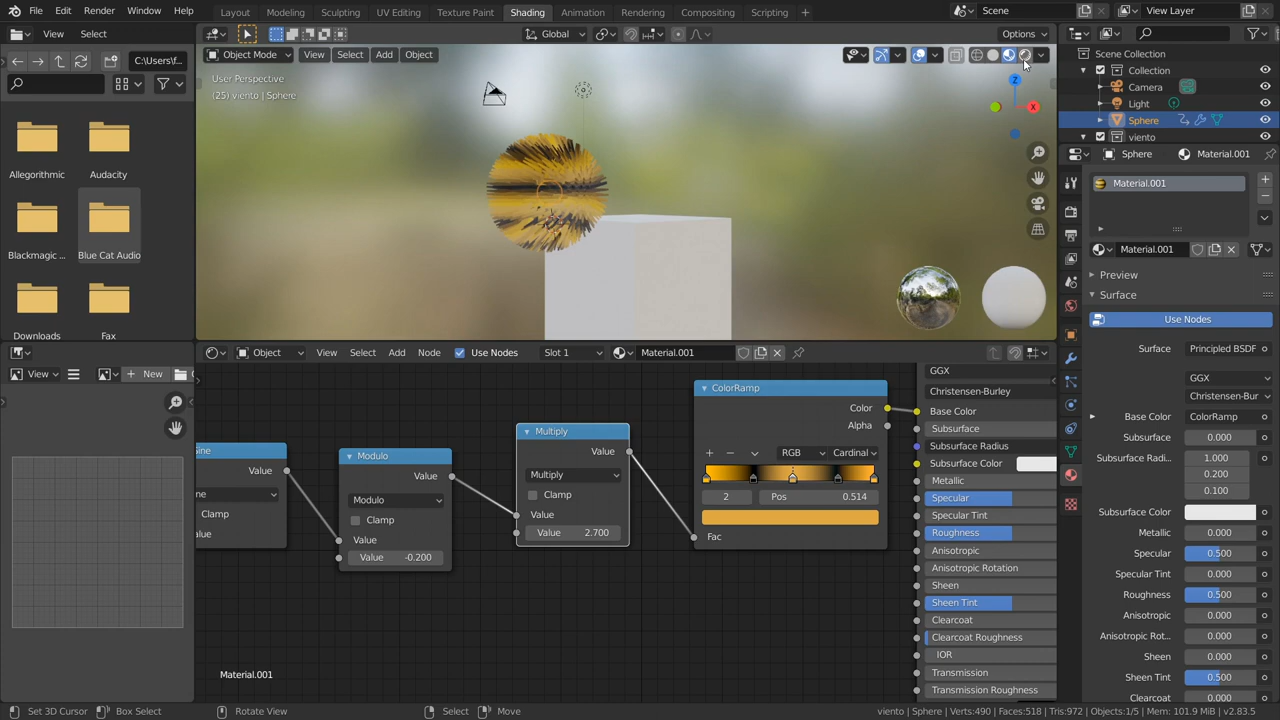 File Edit Render Window Help Layout Modeling Sculpting UV Editing Texture Paint Shading Animation Rendering Compositing Scripting Scene View Layer
View Select C:\Users\f... Global Options
Object Mode View Select Add Object
User Perspective
(25) viento | Sphere
Allegorithmic Audacity
Blackmagic ... Blue Cat Audio
Downloads Fax
X
Z
Scene Collection
Collection
Camera
Light
Sphere
viento
Sphere Material.001
Material.001
Material.001
Preview
Surface
Use Nodes
Surface Principled BSDF
GGX
Christensen-Bur
Base Color ColorRamp
Subsurface 0.000
Subsurface Radi... 1.000
0.200
0.100
Subsurface Color
Metallic 0.000
Specular 0.500
Specular Tint 0.000
Roughness 0.500
Anisotropic 0.000
Anisotropic Rot... 0.000
Sheen 0.000
Sheen Tint 0.500
Clearcoat 0.000
View New
Object View Select Add Node Use Nodes Slot 1 Material.001
ine
Value
ne
Clamp
alue
Modulo
Value
Modulo
Clamp
Value
Value -0.200
Multiply
Value
Multiply
Clamp
Value
Value 2.700
ColorRamp
Color
Alpha
RGB Cardinal
2 Pos 0.514
Fac
GGX
Christensen-Burley
Base Color
Subsurface
Subsurface Radius
Subsurface Color
Metallic
Specular
Specular Tint
Roughness
Anisotropic
Anisotropic Rotation
Sheen
Sheen Tint
Clearcoat
Clearcoat Roughness
IOR
Transmission
Transmission Roughness
Material.001
Set 3D Cursor Box Select Rotate View Select Move viento | Sphere | Verts:490 | Faces:518 | Tris:972 | Objects:1/5 | Mem: 101.9 MiB | v2.83.5